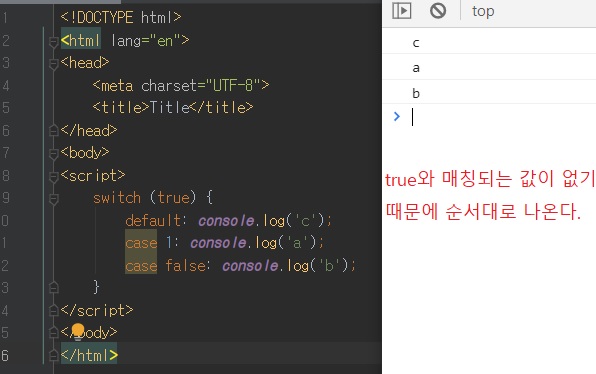 1 <!DOCTYPE html>
2 <html lang="en">
3 <head>
4 <meta charset="UTF-8">
5 <title>Title</title>
6 </head>
7 <body>
8 <script>
9 switch (true) {
0 default: console.log('c');
1 case 1: console.log('a');
2 case false: console.log('b');
3 }
4 </script>
5 </body>
6 </html>
top
c
a
b
>
true와 매칭되는 값이 없기
때문에 순서대로 나온다.